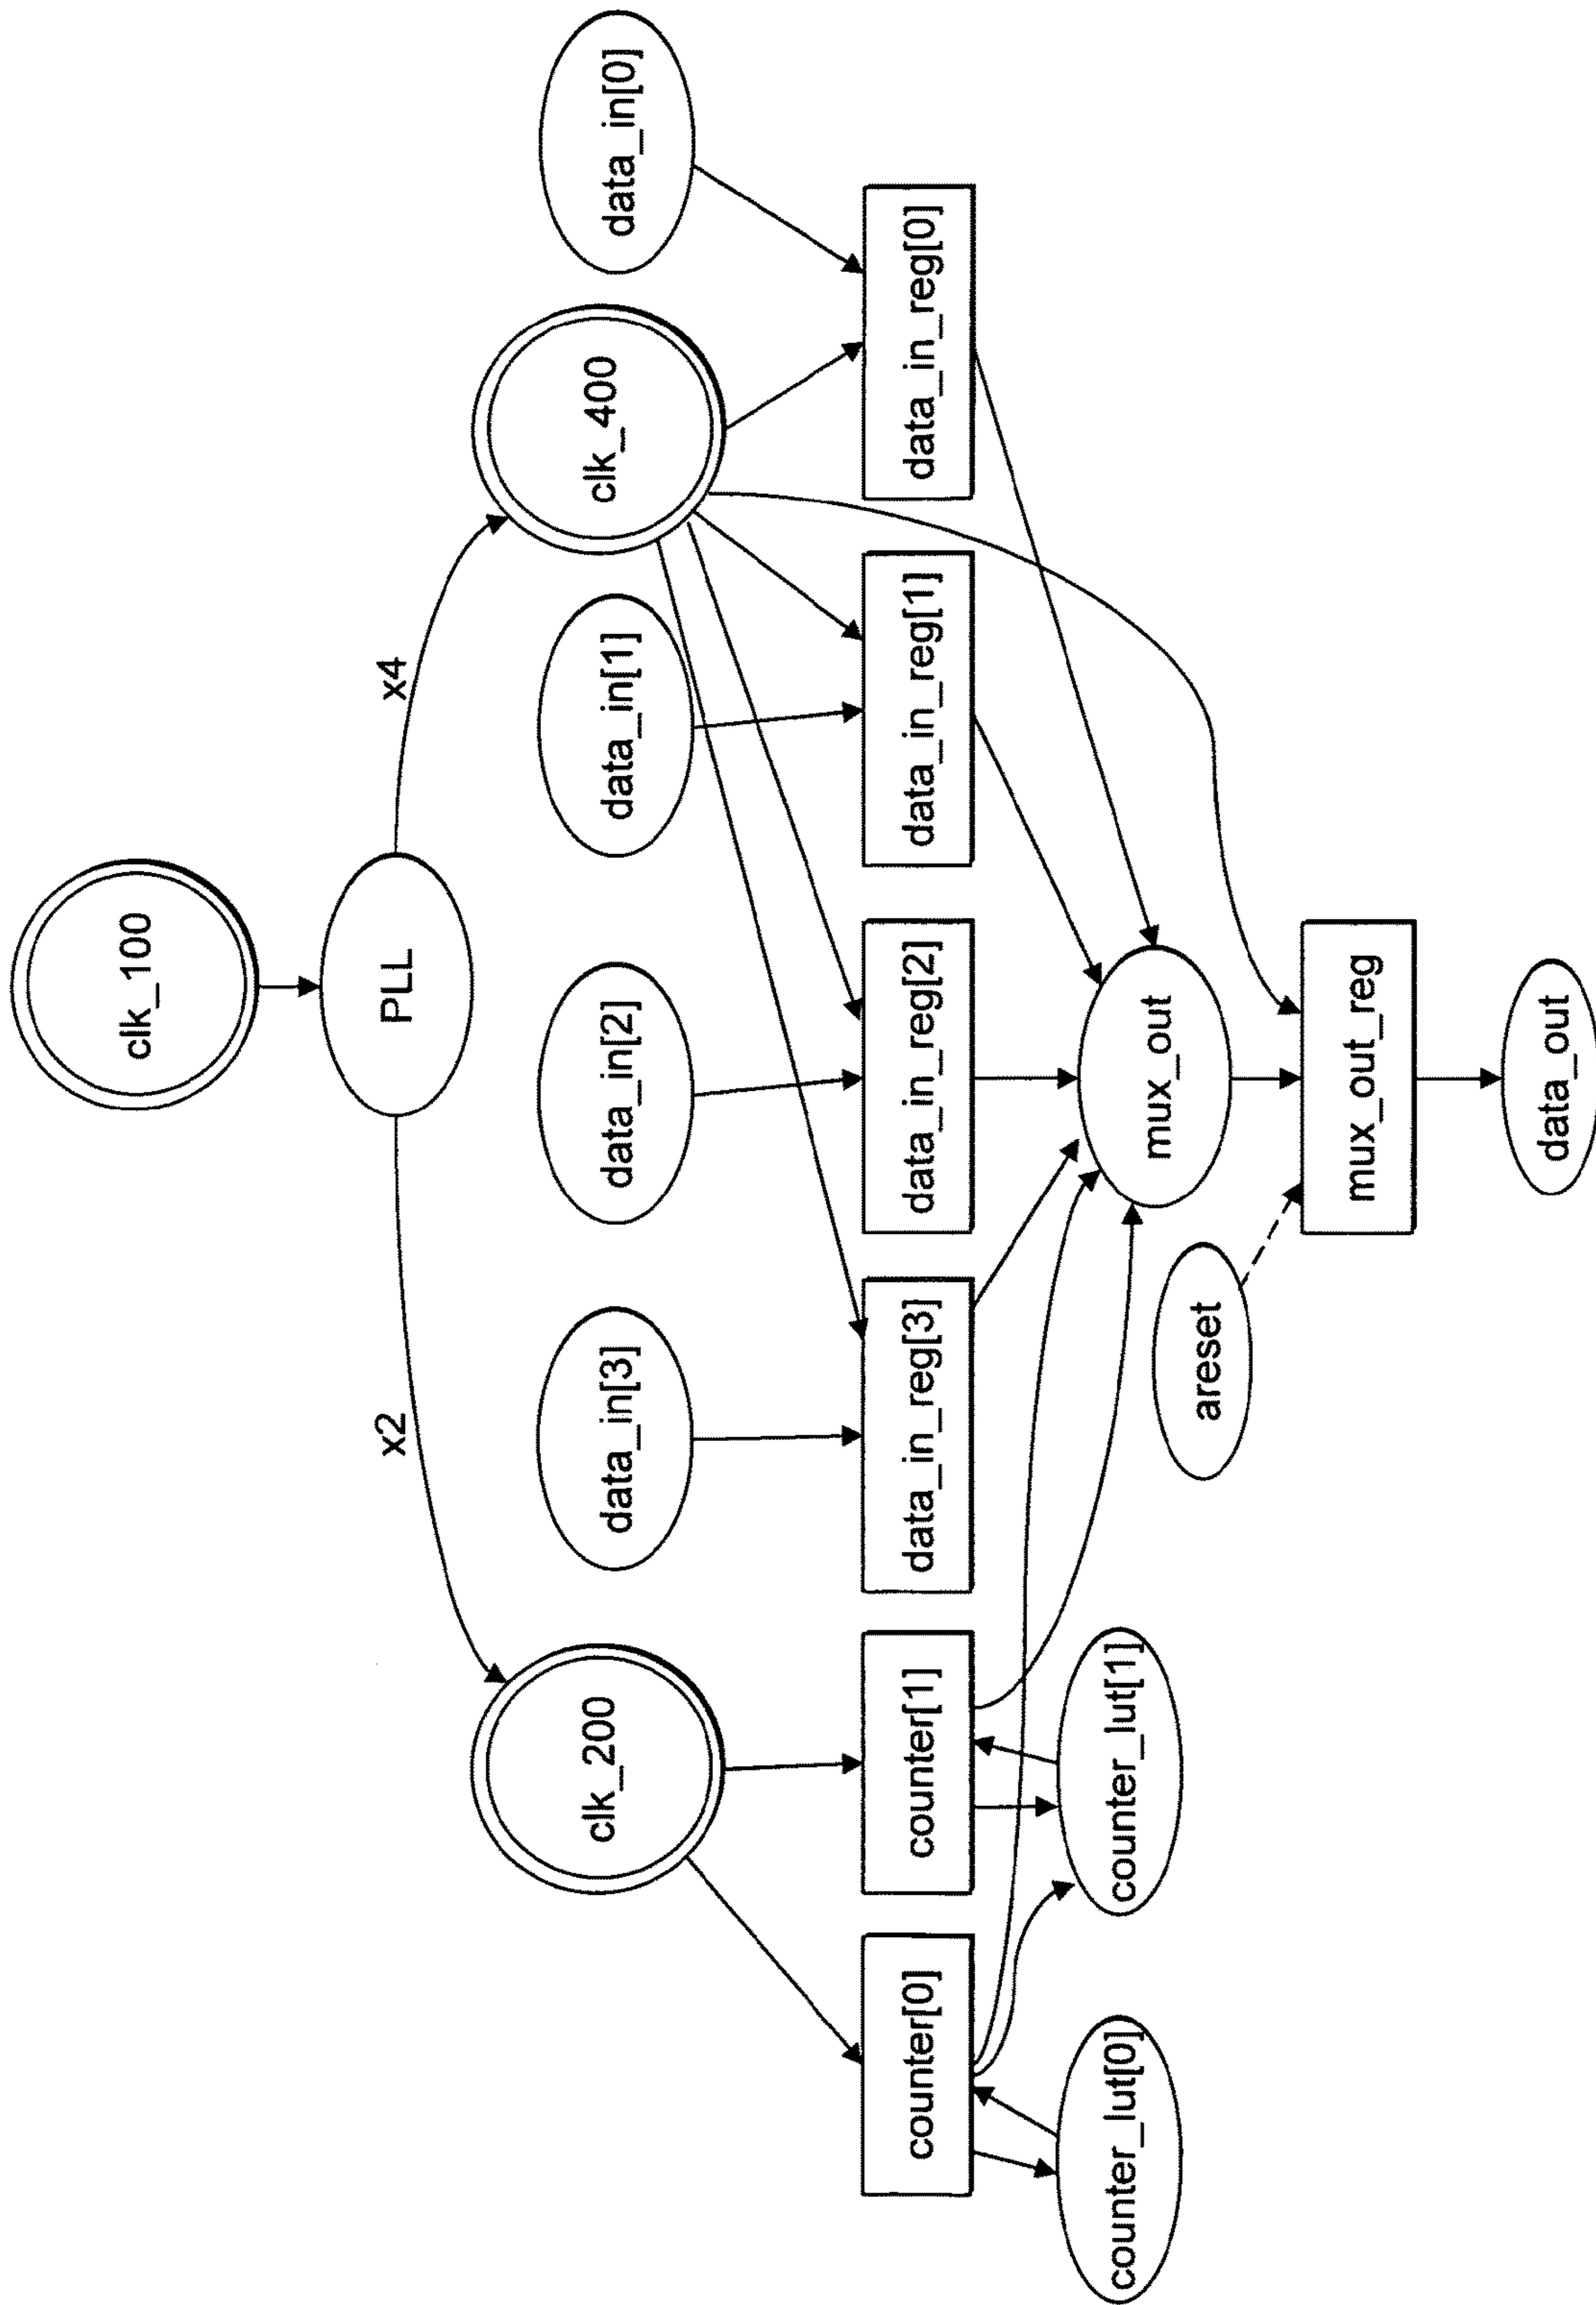 clk_100
PLL
x2
x4
clk_200
clk_400
data_in[3]
data_in[2]
data_in[1]
data_in[0]
counter[0]
counter[1]
data_in_reg[3]
data_in_reg[2]
data_in_reg[1]
data_in_reg[0]
counter_lut[0]
counter_lut[1]
mux_out
areset
mux_out_reg
data_out